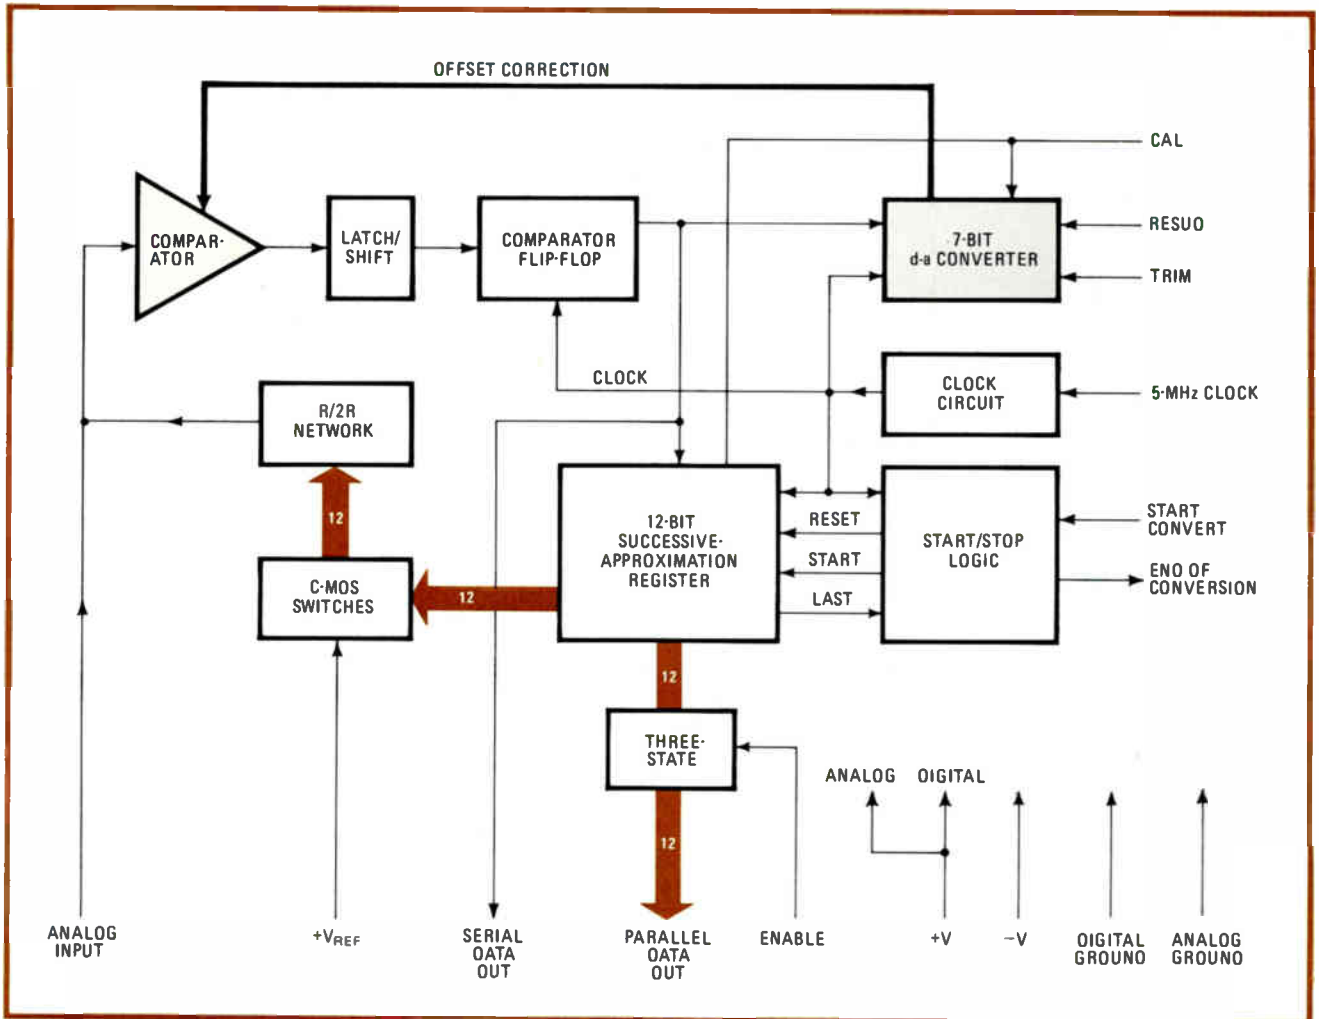 OFFSET CORRECTION
CAL
COMPAR-
ATOR
LATCH/
SHIFT
COMPARATOR
FLIP-FLOP
7-BIT
d-a CONVERTER
RESUO
TRIM
CLOCK
CLOCK
CIRCUIT
5-MHz CLOCK
R/2R
NETWORK
12
12-BIT
SUCCESSIVE-
APPROXIMATION
REGISTER
RESET
START
LAST
START/STOP
LOGIC
START
CONVERT
ENO OF
CONVERSION
C-MOS
SWITCHES
12
12
THREE-
STATE
12
ANALOG
OIGITAL
ANALOG
INPUT
+VREF
SERIAL
OATA
OUT
PARALLEL
OATA
OUT
ENABLE
+V
−V
OIGITAL
GROUNO
ANALOG
GROUNO